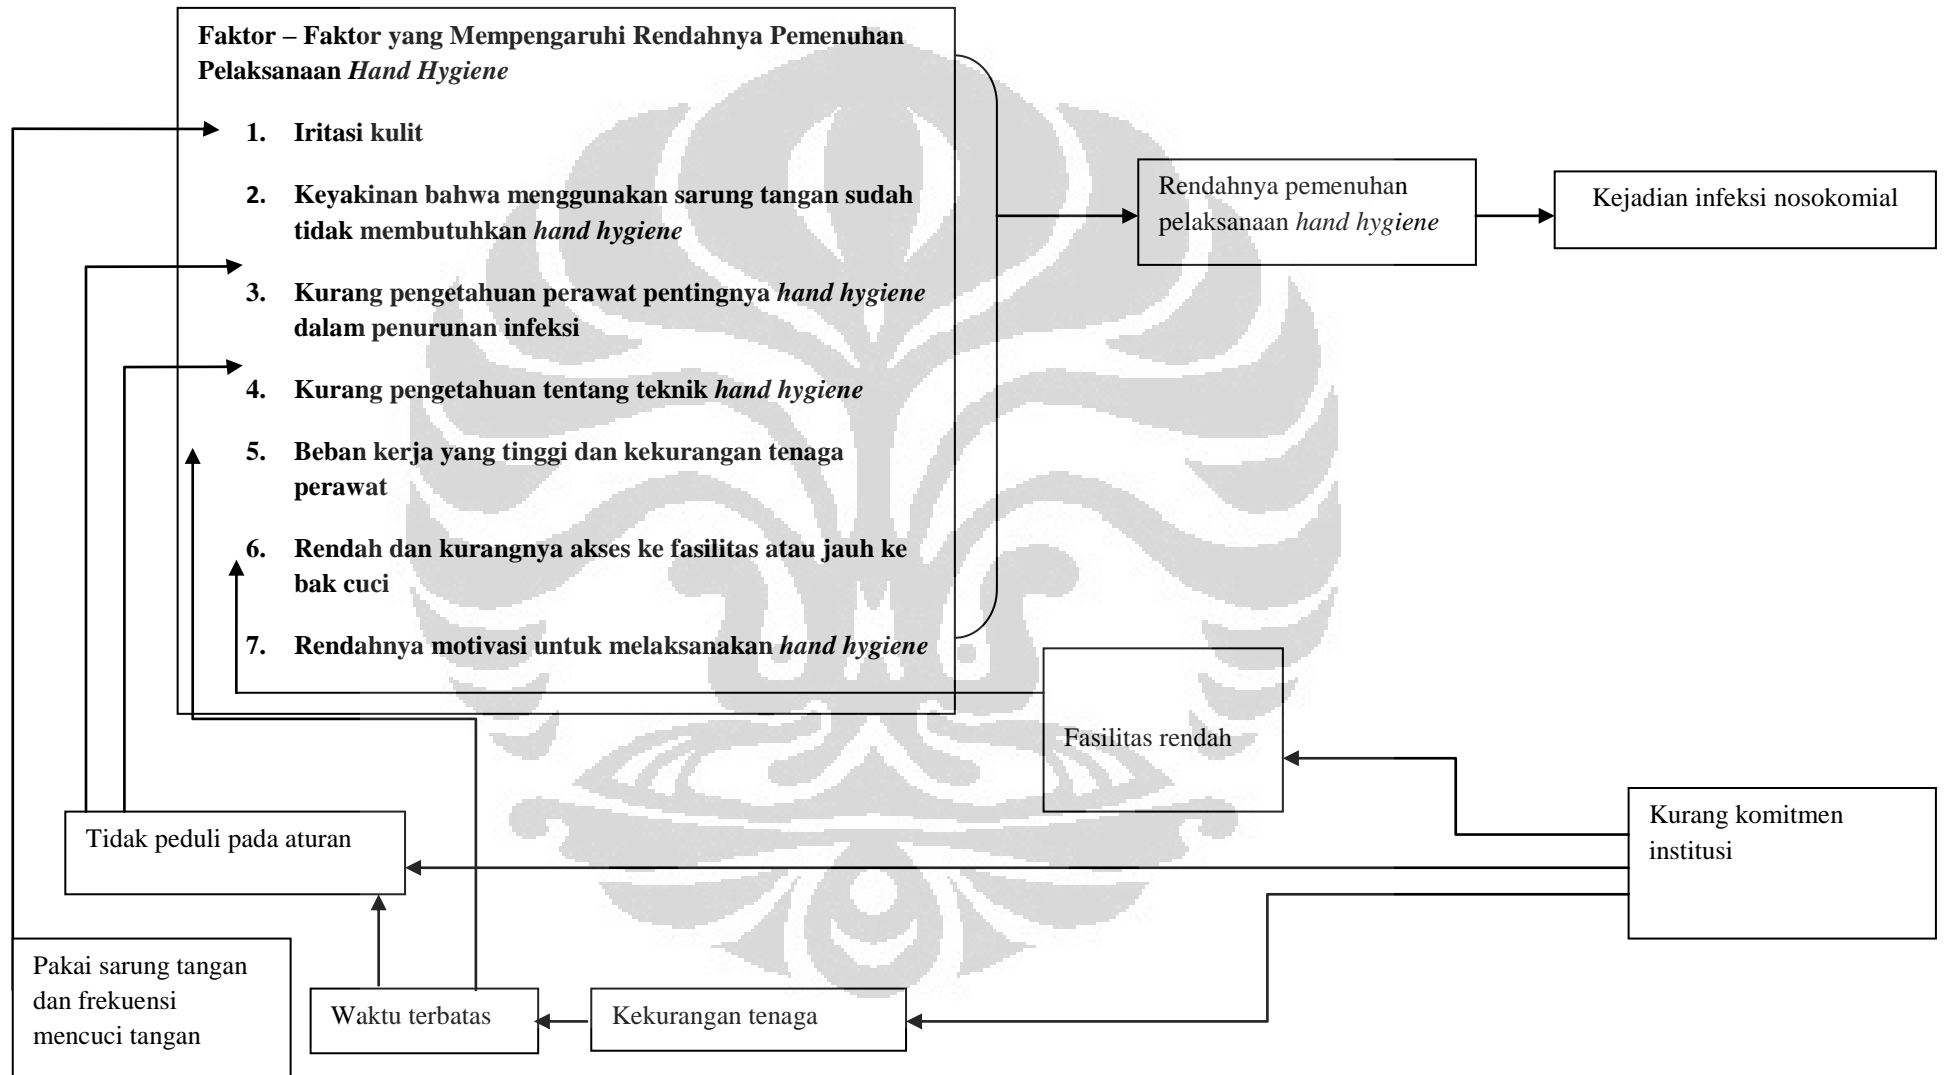 Faktor – Faktor yang Mempengaruhi Rendahnya Pemenuhan
Pelaksanaan Hand Hygiene
1. Iritasi kulit
2. Keyakinan bahwa menggunakan sarung tangan sudah
tidak membutuhkan hand hygiene
3. Kurang pengetahuan perawat pentingnya hand hygiene
dalam penurunan infeksi
4. Kurang pengetahuan tentang teknik hand hygiene
5. Beban kerja yang tinggi dan kekurangan tenaga
perawat
6. Rendah dan kurangnya akses ke fasilitas atau jauh ke
bak cuci
7. Rendahnya motivasi untuk melaksanakan hand hygiene
Rendahnya pemenuhan
pelaksanaan hand hygiene
Kejadian infeksi nosokomial
Fasilitas rendah
Kurang komitmen
institusi
Tidak peduli pada aturan
Pakai sarung tangan
dan frekuensi
mencuci tangan
Waktu terbatas
Kekurangan tenaga